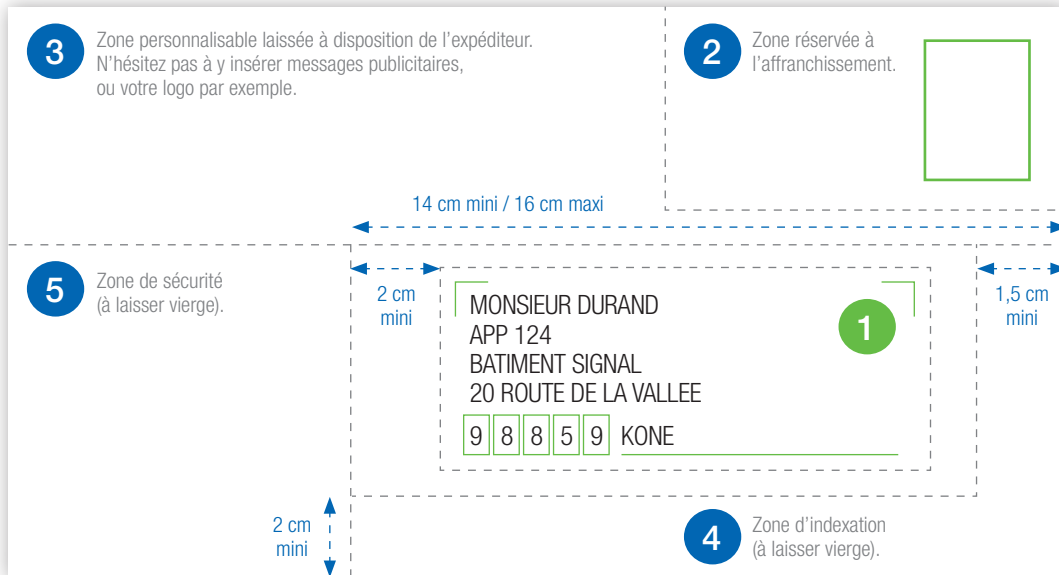 3
Zone personnalisable laissée à disposition de l’expéditeur.
N’hésitez pas à y insérer messages publicitaires,
ou votre logo par exemple.
2
Zone réservée à
l’affranchissement.
14 cm mini / 16 cm maxi
5
Zone de sécurité
(à laisser vierge).
2 cm
mini
MONSIEUR DURAND
APP 124
BATIMENT SIGNAL
20 ROUTE DE LA VALLEE
9 8 8 5 9 KONE
1
1,5 cm
mini
2 cm
mini
4
Zone d’indexation
(à laisser vierge).